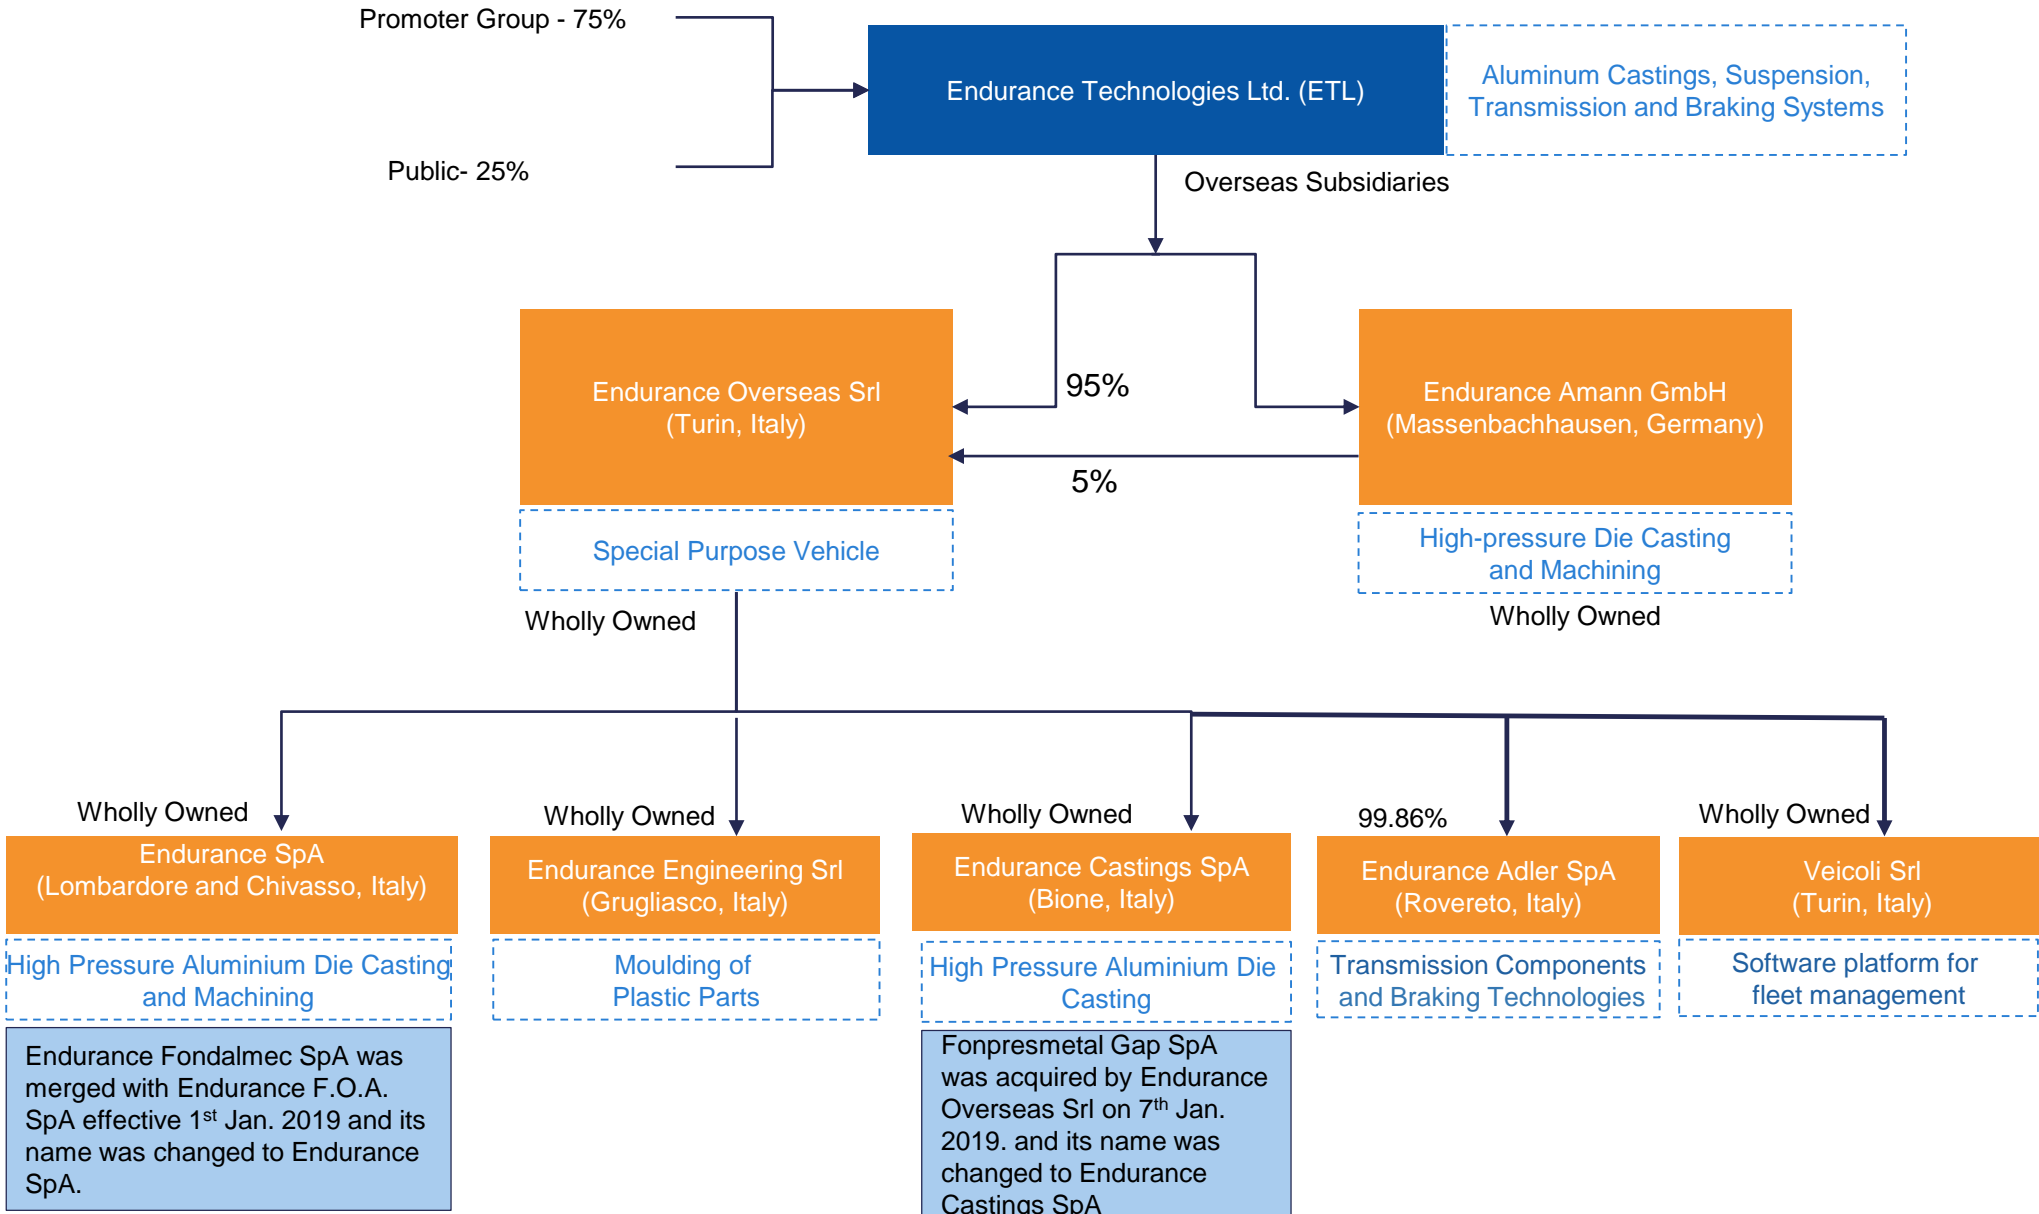 Promoter Group - 75%
Public- 25%
Endurance Technologies Ltd. (ETL)
Aluminum Castings, Suspension,
Transmission and Braking Systems
Overseas Subsidiaries
Endurance Overseas Srl
(Turin, Italy)
95%
5%
Endurance Amann GmbH
(Massenbachhausen, Germany)
Special Purpose Vehicle
High-pressure Die Casting
and Machining
Wholly Owned
Wholly Owned
Wholly Owned
Endurance SpA
(Lombardore and Chivasso, Italy)
High Pressure Aluminium Die Casting
and Machining
Endurance Fondalmec SpA was
merged with Endurance F.O.A.
SpA effective 1st Jan. 2019 and its
name was changed to Endurance
SpA.
Wholly Owned
Endurance Engineering Srl
(Grugliasco, Italy)
Moulding of
Plastic Parts
Wholly Owned
Endurance Castings SpA
(Bione, Italy)
High Pressure Aluminium Die
Casting
Fonpresmetal Gap SpA
was acquired by Endurance
Overseas Srl on 7th Jan.
2019. and its name was
changed to Endurance
Castings SpA
99.86%
Endurance Adler SpA
(Rovereto, Italy)
Transmission Components
and Braking Technologies
Wholly Owned
Veicoli Srl
(Turin, Italy)
Software platform for
fleet management